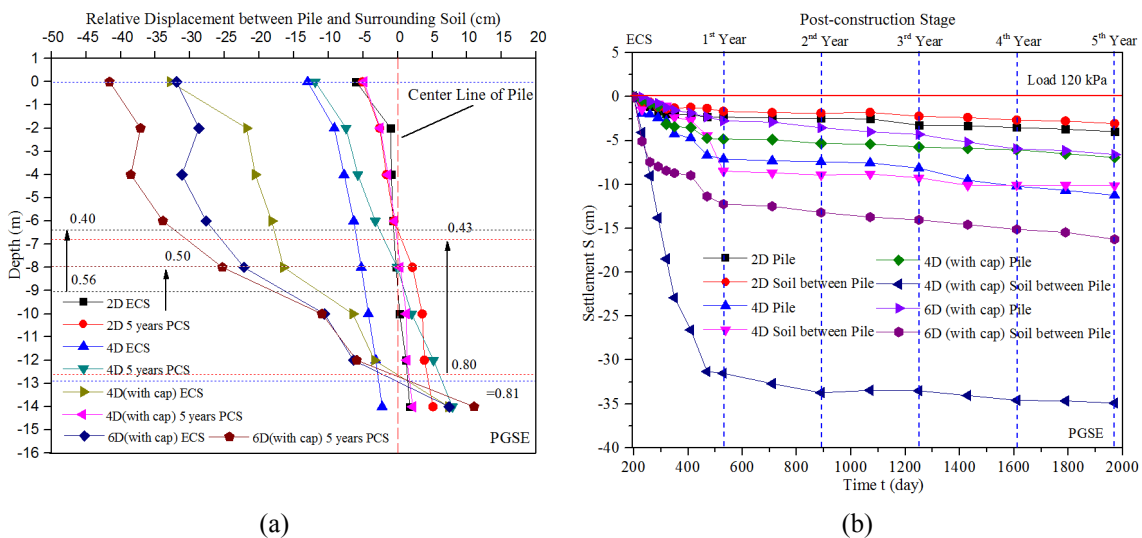 Relative Displacement between Pile and Surrounding Soil (cm)
-50 -45 -40 -35 -30 -25 -20 -15 -10 -5 0 5 10 15 20
0
-1
-2
-3
-4
-5
-6
-7
-8
-9
-10
-11
-12
-13
-14
-15
-16
Depth (m)
Center Line of Pile
0.40
0.43
0.50
0.56
0.80
=0.81
2D ECS
2D 5 years PCS
4D ECS
4D 5 years PCS
4D(with cap) ECS
4D(with cap) 5 years PCS
6D(with cap) ECS
6D(with cap) 5 years PCS
PGSE
(a)
Post-construction Stage
ECS 1st Year 2nd Year 3rd Year 4th Year 5th Year
Load 120 kPa
5
0
-5
-10
-15
-20
-25
-30
-35
-40
Settlement S (cm)
2D Pile
2D Soil between Pile
4D Pile
4D Soil between Pile
4D (with cap) Pile
4D (with cap) Soil between Pile
6D (with cap) Pile
6D (with cap) Soil between Pile
PGSE
200 400 600 800 1000 1200 1400 1600 1800 2000
Time t (day)
(b)